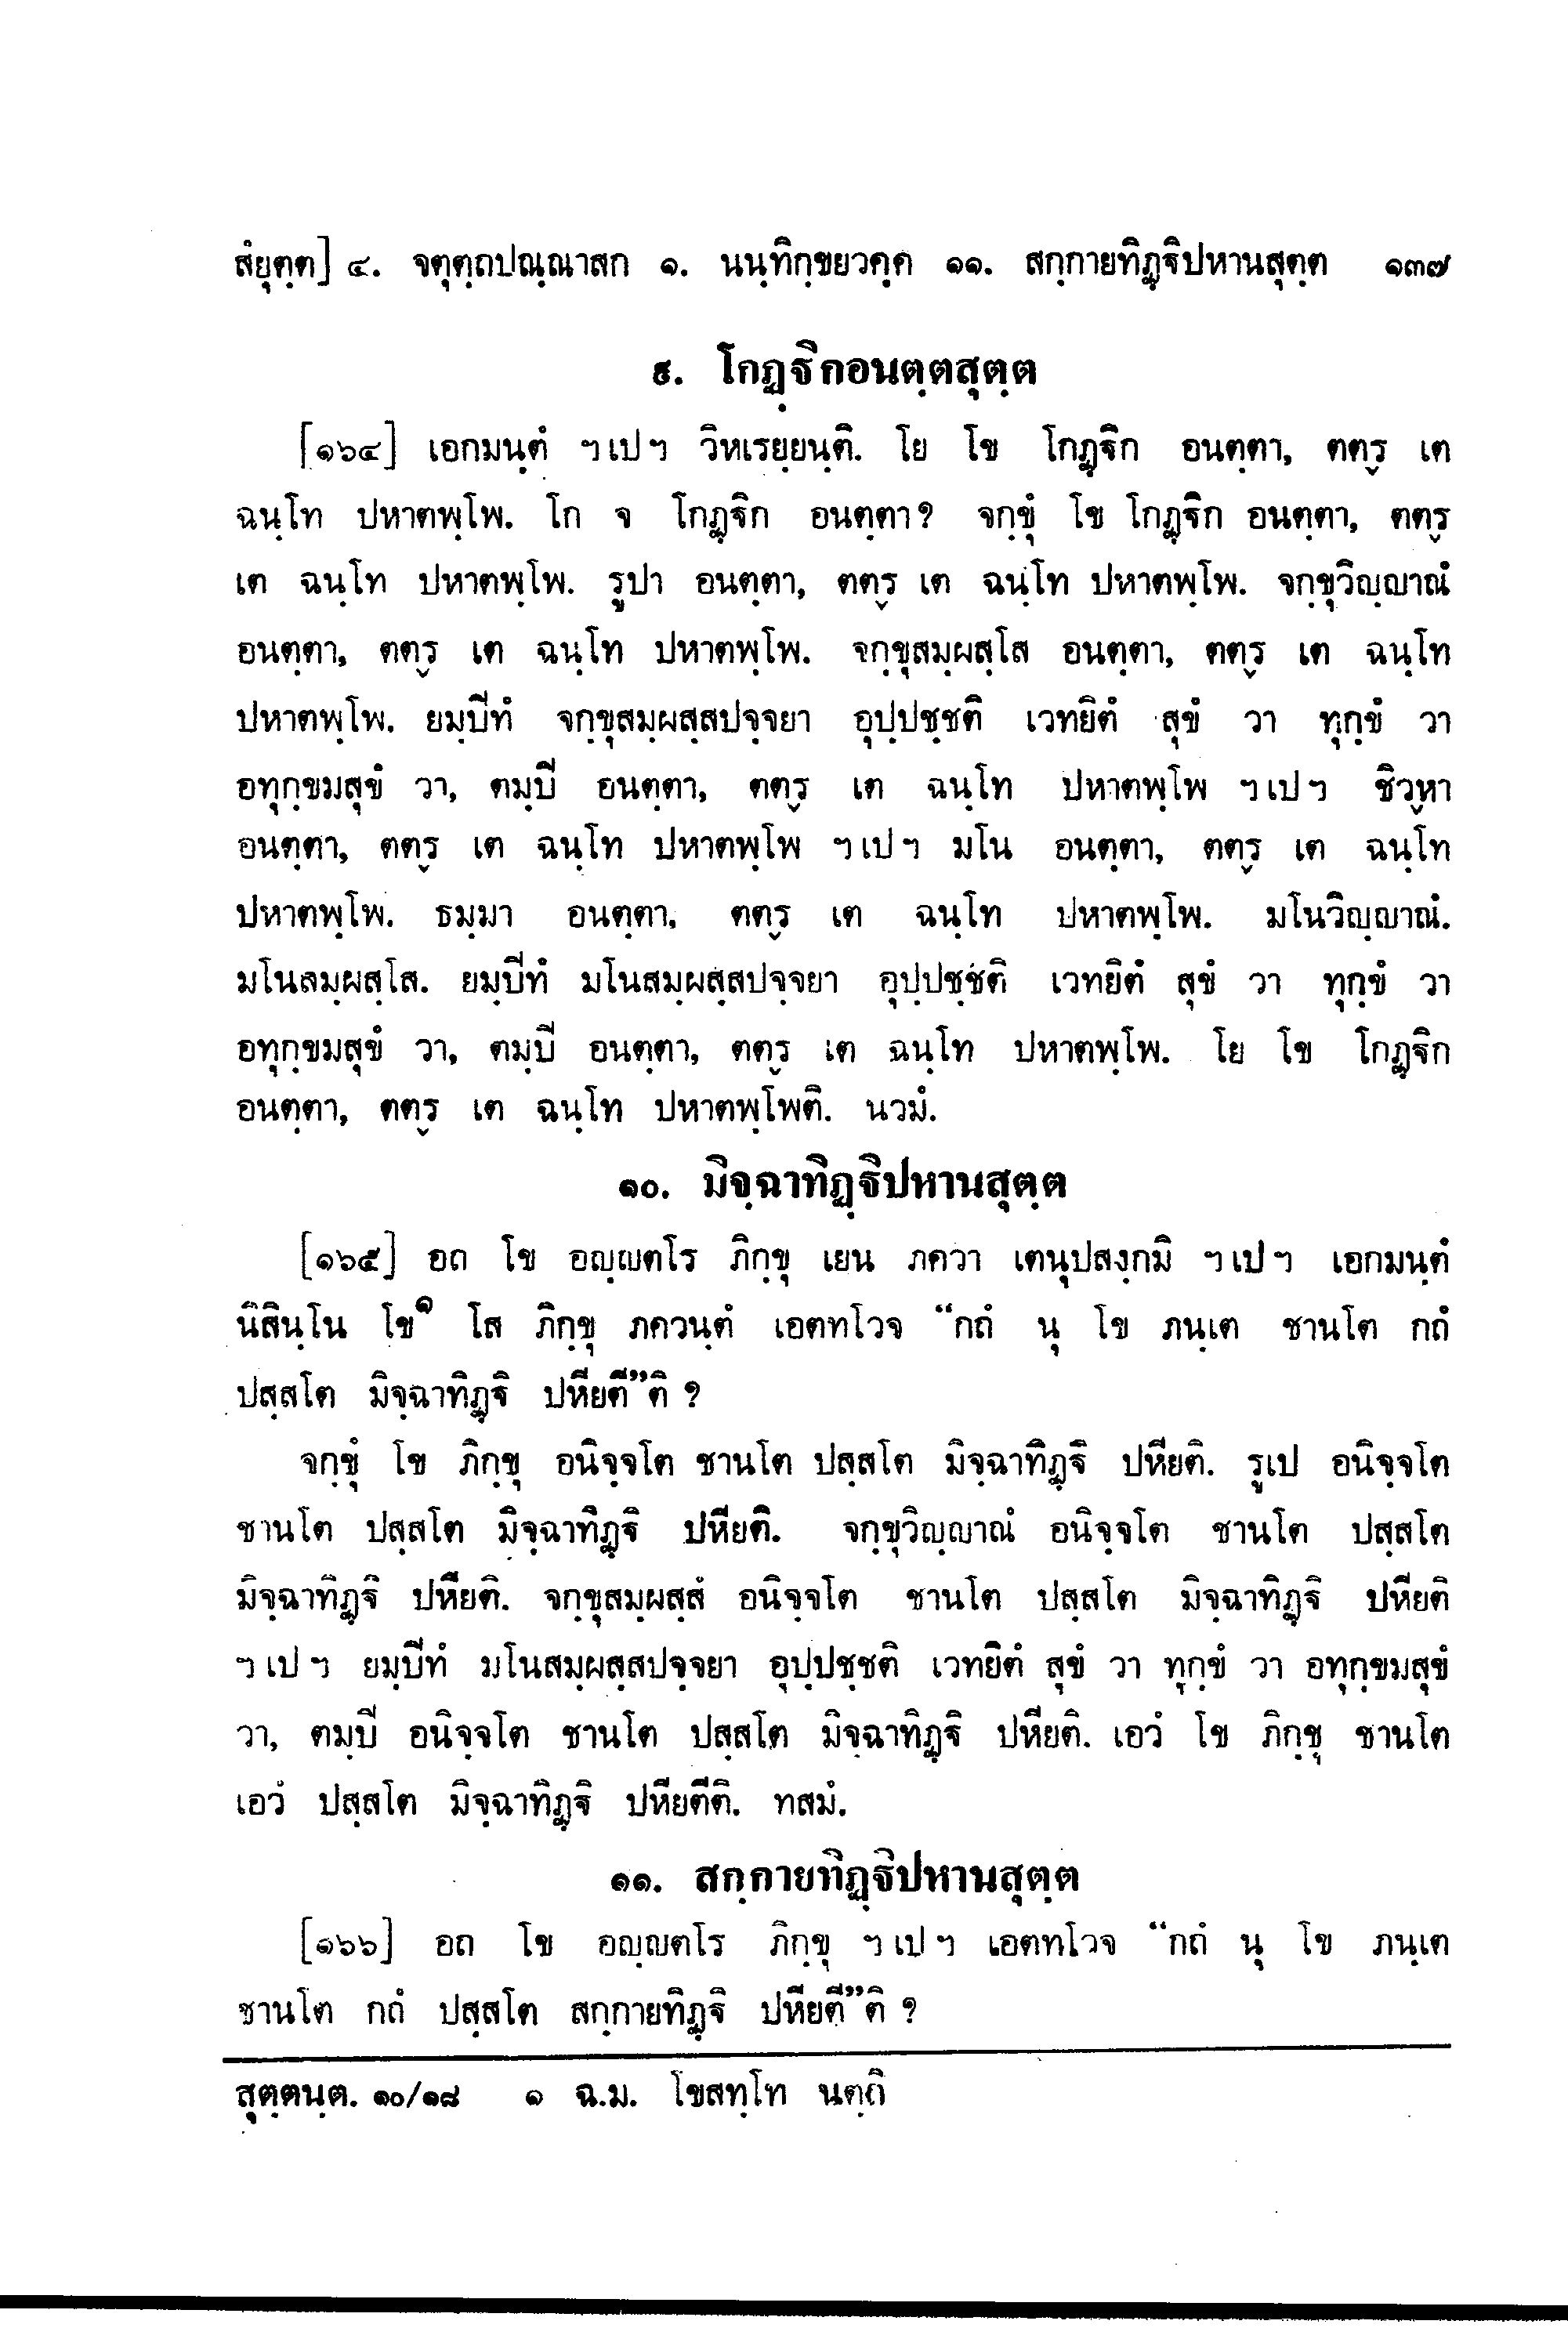 สํยุตฺต] ๔. จตุตฺถปณฺณาสก ๑. นนฺทิกฺขยวคฺค ๑๑. สกฺกายทิฏฺฐิปหานสุตฺต ๑๓๗
๙. โกฏฺฐิกอนตฺตสุตฺต
[๑๖๔] เอกมนฺตํ ฯเปฯ วิหเรยฺยนฺติ. โย โข โกฏฺฐิก อนตฺตา, ตตฺร เต
ฉนฺโท ปหาตพฺโพ. โก จ โกฏฺฐิก อนตฺตา? จกฺขุํ โข โกฏฺฐิก อนตฺตา, ตตฺร
เต ฉนฺโท ปหาตพฺโพ. รูปา อนตฺตา, ตตฺร เต ฉนฺโท ปหาตพฺโพ. จกฺขุวิญฺญาณํ
อนตฺตา, ตตฺร เต ฉนฺโท ปหาตพฺโพ. จกฺขุสมฺผสฺโส อนตฺตา, ตตฺร เต ฉนฺโท
ปหาตพฺโพ. ยมฺปีทํ จกฺขุสมฺผสฺสปจฺจยา อุปฺปชฺชติ เวทยิตํ สุขํ วา ทุกฺขํ วา
อทุกฺขมสุขํ วา, ตมฺปิ อนตฺตา, ตตฺร เต ฉนฺโท ปหาตพฺโพ ฯเปฯ ชิวฺหา
อนตฺตา, ตตฺร เต ฉนฺโท ปหาตพฺโพ ฯเปฯ มโน อนตฺตา, ตตฺร เต ฉนฺโท
ปหาตพฺโพ. ธมฺมา อนตฺตา, ตตฺร เต ฉนฺโท ปหาตพฺโพ. มโนวิญฺญาณํ.
มโนสมฺผสฺโส. ยมฺปีทํ มโนสมฺผสฺสปจฺจยา อุปฺปชฺชติ เวทยิตํ สุขํ วา ทุกฺขํ วา
อทุกฺขมสุขํ วา, ตมฺปิ อนตฺตา, ตตฺร เต ฉนฺโท ปหาตพฺโพ. โย โข โกฏฺฐิก
อนตฺตา, ตตฺร เต ฉนฺโท ปหาตพฺโพติ. นวมํ.
๑๐. มิจฺฉาทิฏฺฐิปหานสุตฺต
[๑๖๕] อถ โข อญฺญตโร ภิกฺขุ เยน ภควา เตนุปสงฺกมิ ฯเปฯ เอกมนฺตํ
นิสินฺโน โข๑ โส ภิกฺขุ ภควนฺตํ เอตทโวจ “กถํ นุ โข ภนฺเต ชานโต กถํ
ปสฺสโต มิจฺฉาทิฏฺฐิ ปหียตี”ติ ?
จกฺขุํ โข ภิกฺขุ อนิจฺจโต ชานโต ปสฺสโต มิจฺฉาทิฏฺฐิ ปหียติ. รูเป อนิจฺจโต
ชานโต ปสฺสโต มิจฺฉาทิฏฺฐิ ปหียติ. จกฺขุวิญฺญาณํ อนิจฺจโต ชานโต ปสฺสโต
มิจฺฉาทิฏฺฐิ ปหียติ. จกฺขุสมฺผสฺสํ อนิจฺจโต ชานโต ปสฺสโต มิจฺฉาทิฏฺฐิ ปหียติ
ฯเปฯ ยมฺปีทํ มโนสมฺผสฺสปจฺจยา อุปฺปชฺชติ เวทยิตํ สุขํ วา ทุกฺขํ วา อทุกฺขมสุขํ
วา, ตมฺปิ อนิจฺจโต ชานโต ปสฺสโต มิจฺฉาทิฏฺฐิ ปหียติ. เอวํ โข ภิกฺขุ ชานโต
เอวํ ปสฺสโต มิจฺฉาทิฏฺฐิ ปหียตีติ. ทสมํ.
๑๑. สกฺกายทิฏฺฐิปหานสุตฺต
[๑๖๖] อถ โข อญฺญตโร ภิกฺขุ ฯเปฯ เอตทโวจ “กถํ นุ โข ภนฺเต
ชานโต กถํ ปสฺสโต สกฺกายทิฏฺฐิ ปหียตี”ติ ?
สุตฺตนฺต. ๑๐/๑๘ ๑ ฉ.ม. โขสทฺโท นตฺถิ